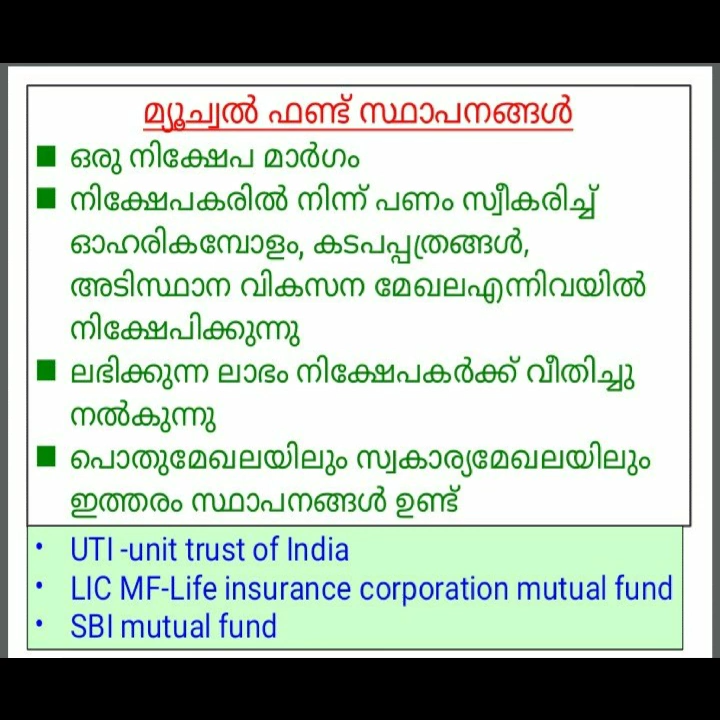 മ്യൂച്വൽ ഫണ്ട് സ്ഥാപനങ്ങൾ
■ ഒരു നിക്ഷേപ മാർഗം
■ നിക്ഷേപകരിൽ നിന്ന് പണം സ്വീകരിച്ച്
ഓഹരികമ്പോളം, കടപപ്പത്രങ്ങൾ,
അടിസ്ഥാന വികസന മേഖലഎന്നിവയിൽ
നിക്ഷേപിക്കുന്നു
■ ലഭിക്കുന്ന ലാഭം നിക്ഷേപകർക്ക് വീതിച്ചു
നൽകുന്നു
■ പൊതുമേഖലയിലും സ്വകാര്യമേഖലയിലും
ഇത്തരം സ്ഥാപനങ്ങൾ ഉണ്ട്
• UTI -unit trust of India
• LIC MF-Life insurance corporation mutual fund
• SBI mutual fund